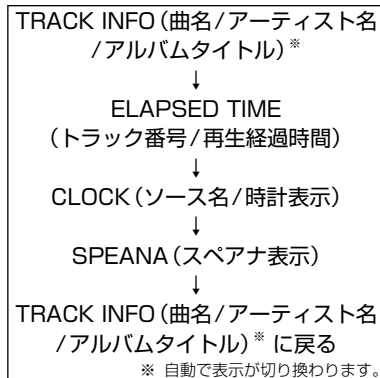 TRACK INFO(曲名/アーティスト名
/アルバムタイトル)※
↓
ELAPSED TIME
(トラック番号/再生経過時間)
↓
CLOCK(ソース名/時計表示)
↓
SPEANA(スペアナ表示)
↓
TRACK INFO(曲名/アーティスト名
/アルバムタイトル)※ に戻る
※ 自動で表示が切り換わります。